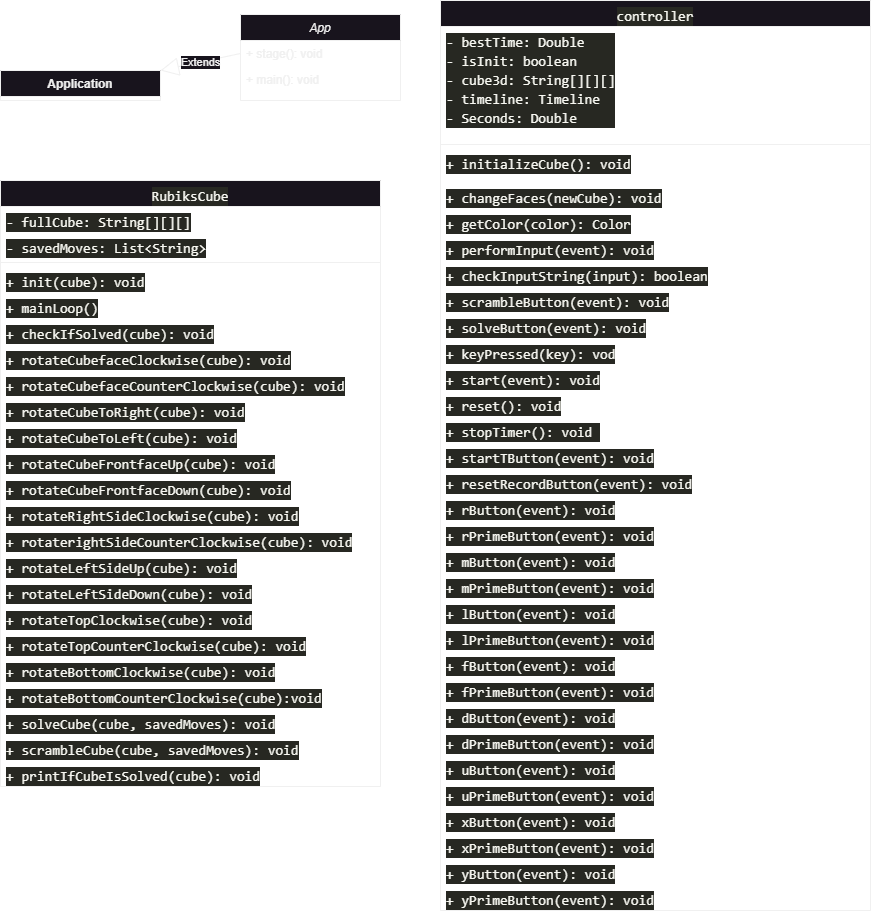 App
+ stage(): void
+ main(): void
Extends
Application
RubiksCube
- fullCube: String[][][]
- savedMoves: List<String>
+ init(cube): void
+ mainLoop()
+ checkIfSolved(cube): void
+ rotateCubefaceClockwise(cube): void
+ rotateCubefaceCounterClockwise(cube): void
+ rotateCubeToRight(cube): void
+ rotateCubeToLeft(cube): void
+ rotateCubeFrontfaceUp(cube): void
+ rotateCubeFrontfaceDown(cube): void
+ rotateRightSideClockwise(cube): void
+ rotaterightSideCounterClockwise(cube): void
+ rotateLeftSideUp(cube): void
+ rotateLeftSideDown(cube): void
+ rotateTopClockwise(cube): void
+ rotateTopCounterClockwise(cube): void
+ rotateBottomClockwise(cube): void
+ rotateBottomCounterClockwise(cube):void
+ solveCube(cube, savedMoves): void
+ scrambleCube(cube, savedMoves): void
+ printIfCubeIsSolved(cube): void
controller
- bestTime: Double
- isInit: boolean
- cube3d: String[][][]
- timeline: Timeline
- Seconds: Double
+ initializeCube(): void
+ changeFaces(newCube): void
+ getColor(color): Color
+ performInput(event): void
+ checkInputString(input): boolean
+ scrambleButton(event): void
+ solveButton(event): void
+ keyPressed(key): vod
+ start(event): void
+ reset(): void
+ stopTimer(): void
+ startTButton(event): void
+ resetRecordButton(event): void
+ rButton(event): void
+ rPrimeButton(event): void
+ mButton(event): void
+ mPrimeButton(event): void
+ lButton(event): void
+ lPrimeButton(event): void
+ fButton(event): void
+ fPrimeButton(event): void
+ dButton(event): void
+ dPrimeButton(event): void
+ uButton(event): void
+ uPrimeButton(event): void
+ xButton(event): void
+ xPrimeButton(event): void
+ yButton(event): void
+ yPrimeButton(event): void